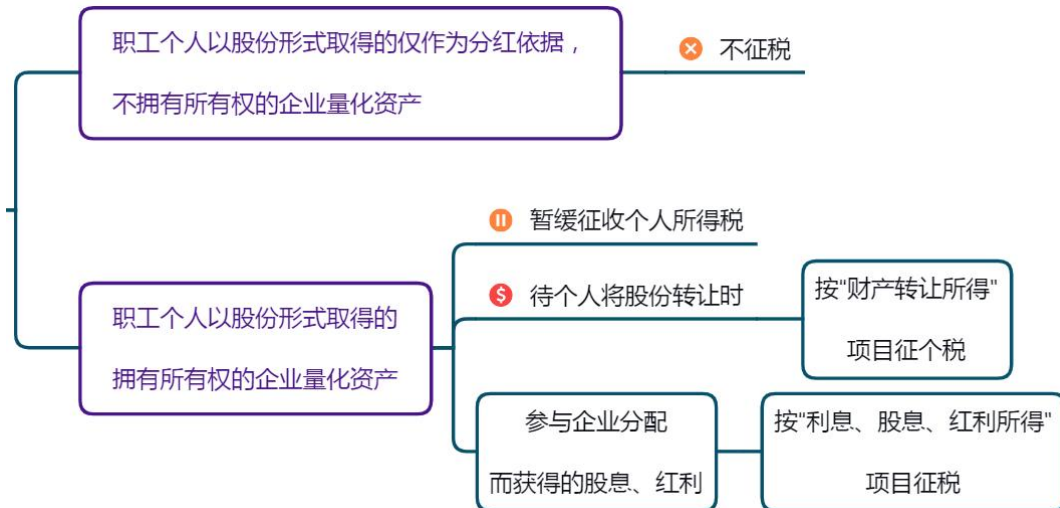 职工个人以股份形式取得的仅作为分红依据，
不拥有所有权的企业量化资产
不征税
职工个人以股份形式取得的
拥有所有权的企业量化资产
暂缓征收个人所得税
待个人将股份转让时
按"财产转让所得"
项目征个税
参与企业分配
而获得的股息、红利
按"利息、股息、红利所得"
项目征税